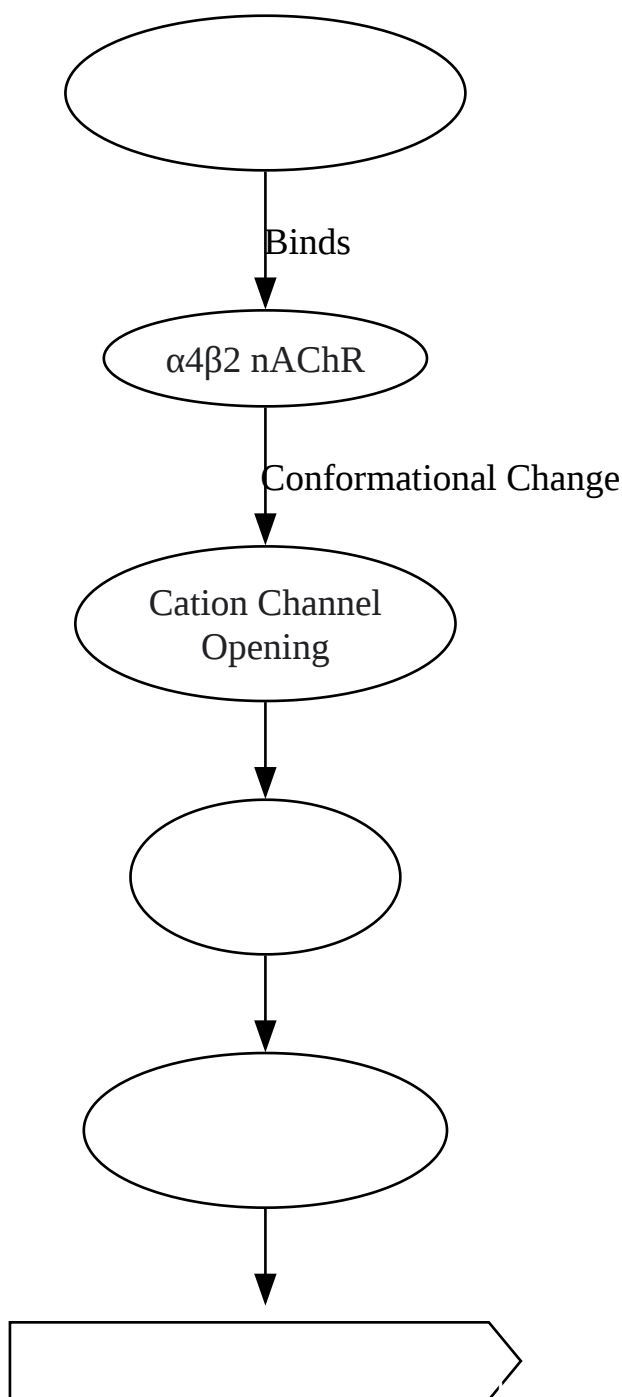 Binds
α4β2 nAChR
Conformational Change
Cation Channel
Opening